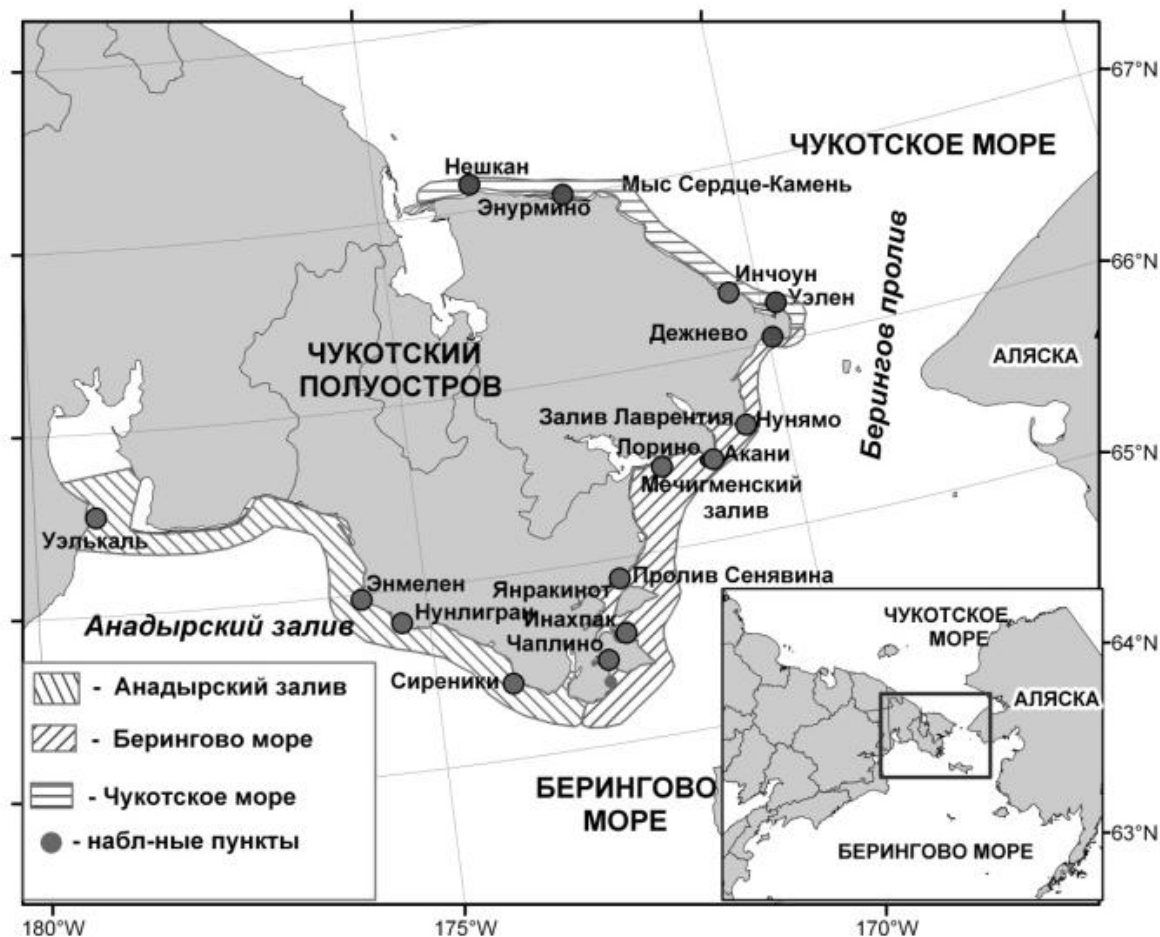 67°N
ЧУКОТСКОЕ МОРЕ
Нешкан
Мыс Сердце-Камень
Энурмино
Берингов пролив
66°N
Инчоун
Уэлен
Дежнево
АЛЯСКА
ЧУКОТСКИЙ
ПОЛУОСТРОВ
Залив Лаврентия
Нунямо
65°N
Лорино
Акани
Мечигменский
залив
Уэлькаль
Пролив Сенявина
Энмелен
Янракинот
Нунлигран
Инахпак
Анадырский залив
Чаплино
64°N
Сиреники
- Анадырский залив
- Берингово море
- Чукотское море
- набл-ные пункты
БЕРИНГОВО
МОРЕ
ЧУКОТСКОЕ
МОРЕ
АЛЯСКА
БЕРИНГОВО МОРЕ
63°N
180°W
175°W
170°W